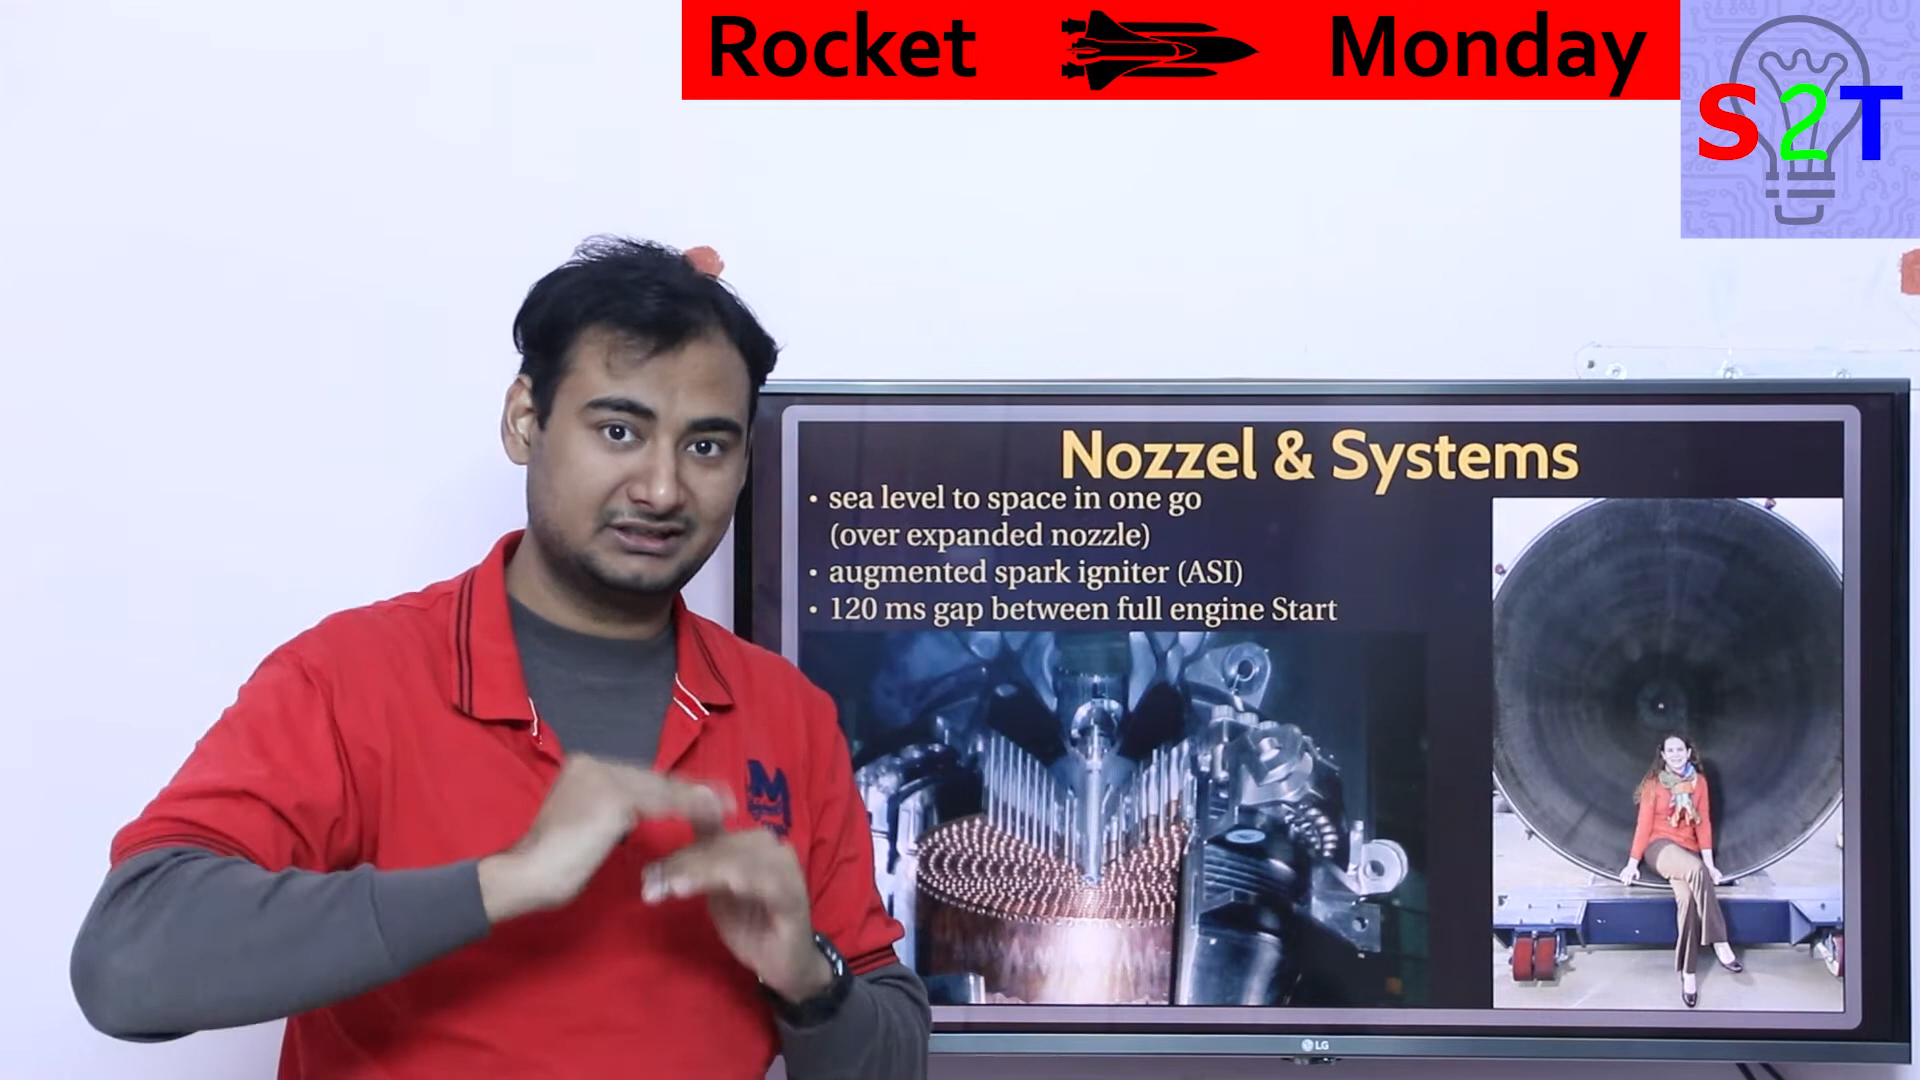 Rocket Monday
S2T
Nozzel & Systems
• sea level to space in one go
(over expanded nozzle)
• augmented spark igniter (ASI)
• 120 ms gap between full engine Start
M
LG